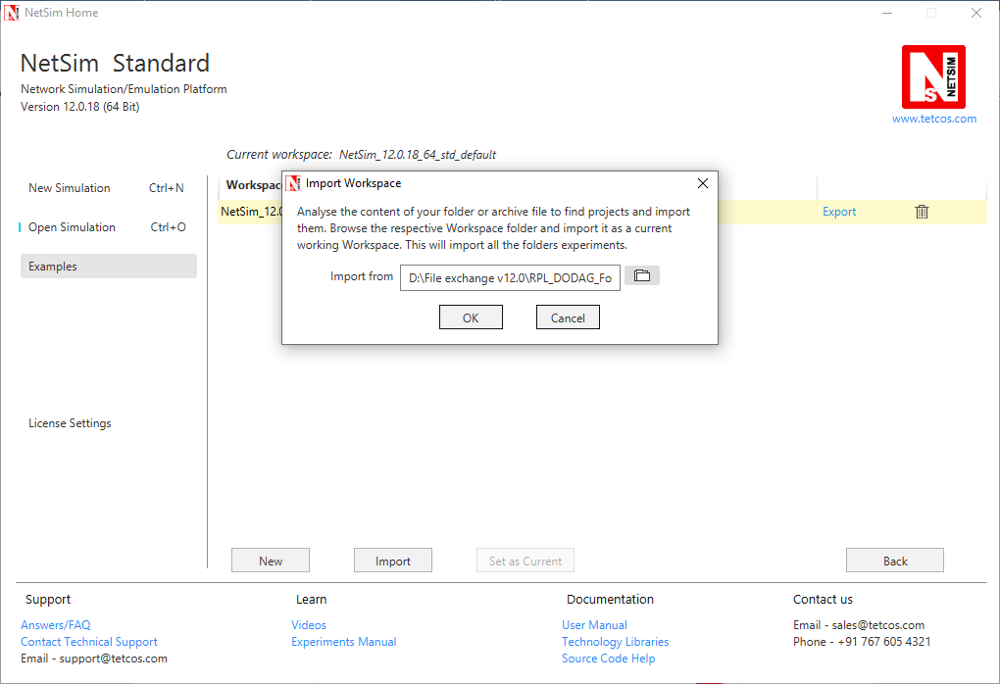 NetSim Home
NetSim Standard
Network Simulation/Emulation Platform
Version 12.0.18 (64 Bit)
NETSIM
NS
www.tetcos.com
Current workspace: NetSim_12.0.18_64_std_default
New Simulation Ctrl+N
Open Simulation Ctrl+O
Examples
License Settings
Workspac
NetSim_12.0
Export
Import Workspace
Analyse the content of your folder or archive file to find projects and import
them. Browse the respective Workspace folder and import it as a current
working Workspace. This will import all the folders experiments.
Import from D:\File exchange v12.0\RPL_DODAG_Fo
OK Cancel
New Import Set as Current Back
Support Learn Documentation Contact us
Answers/FAQ Videos User Manual Email - sales@tetcos.com
Contact Technical Support Experiments Manual Technology Libraries Phone - +91 767 605 4321
Email - support@tetcos.com Source Code Help